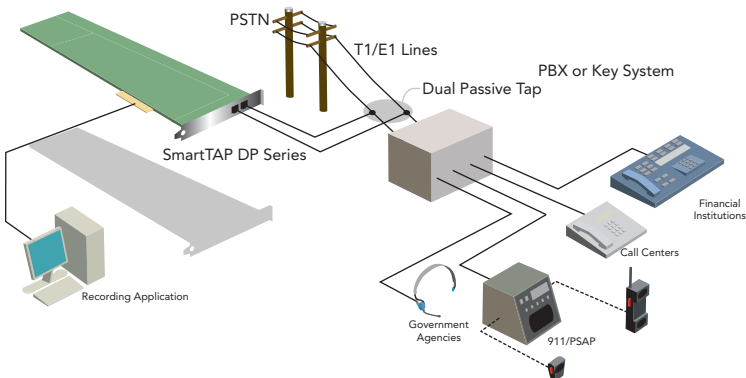 PSTN
T1/E1 Lines
PBX or Key System
Dual Passive Tap
SmartTAP DP Series
Financial
Institutions
Call Centers
Recording Application
Government
Agencies
911/PSAP